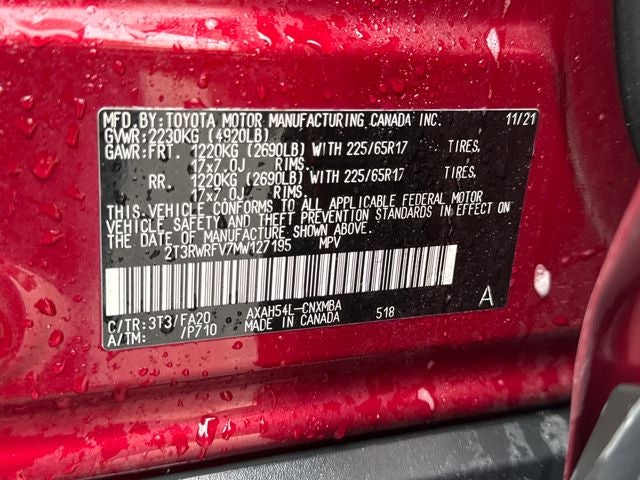 MFD.BY:TOYOTA MOTOR MANUFACTURING CANADA INC. 11/21
GVWR:2230KG (4920LB)
GAWR:FRT. 1220KG (2690LB) WITH 225/65R17 TIRES,
17x7.0J RIMS.
RR. 1220KG (2690LB) WITH 225/65R17 TIRES,
17x7.0J RIMS.
THIS VEHICLE CONFORMS TO ALL APPLICABLE FEDERAL MOTOR
VEHICLE SAFETY AND THEFT PREVENTION STANDARDS IN EFFECT ON
THE DATE OF MANUFACTURE SHOWN ABOVE.
2T3RWRFV7MW127195 MPV
C/TR:3T3/FA20 AXAH54L-CNXMBA 518 A
A/TM: /P710 MADE IN CANADA